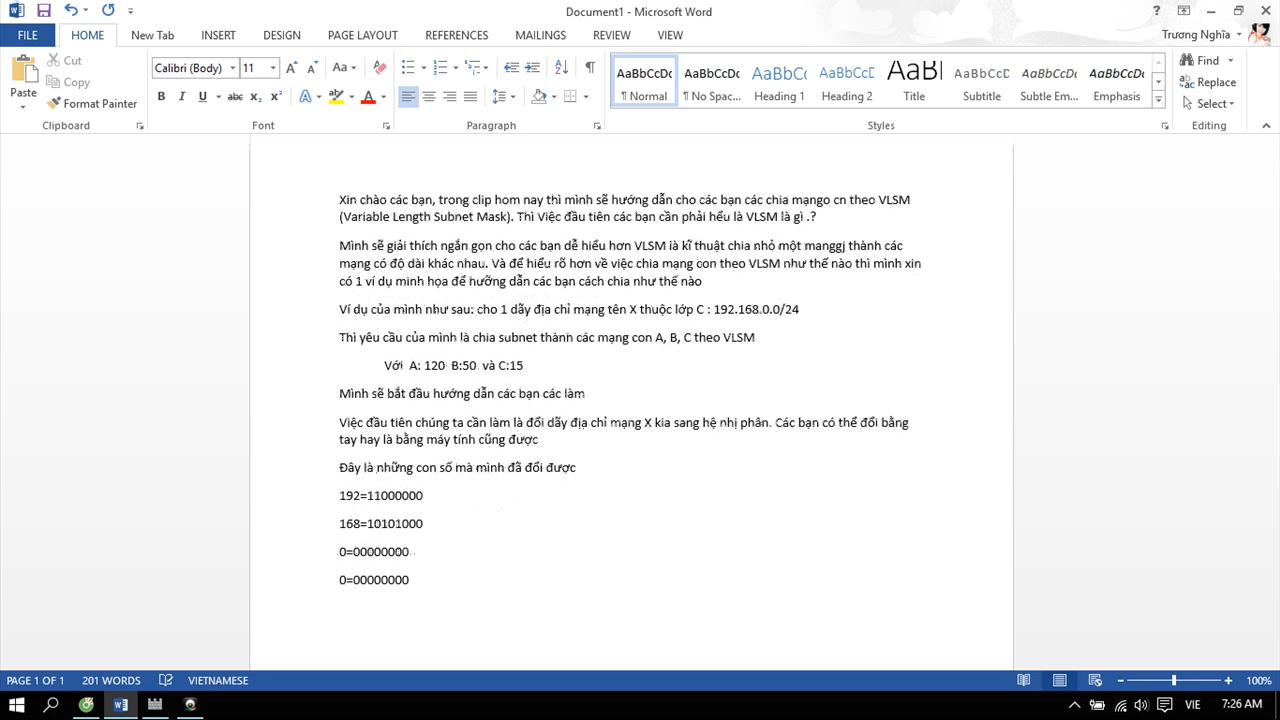 Document1 - Microsoft Word
FILE HOME New Tab INSERT DESIGN PAGE LAYOUT REFERENCES MAILINGS REVIEW VIEW Trương Nghĩa
Cut
Copy
Format Painter
Paste
Clipboard
Calibri (Body) 11
Font
Paragraph
AaBbCcDc AaBbCcDc AaBbCc AaBbCcC AaBl AaBbCcD AaBbCcDc AaBbCcDc
¶ Normal ¶ No Spac... Heading 1 Heading 2 Title Subtitle Subtle Em... Emphasis
Styles
Find
Replace
Select
Editing
Xin chào các bạn, trong clip hom nay thì mình sẽ hướng dẫn cho các bạn các chia mạngo cn theo VLSM
(Variable Length Subnet Mask). Thì Việc đầu tiên các bạn cần phải hểu là VLSM là gì .?
Mình sẽ giải thích ngắn gọn cho các bạn dễ hiểu hơn VLSM ià kĩ thuật chia nhỏ một manggj thành các
mạng có độ dài khác nhau. Và để hiểu rõ hơn về việc chia mạng con theo VLSM như thế nào thì mình xin
có 1 ví dụ minh họa để hưỡng dẫn các bạn cách chia như thế nào
Ví dụ của mình như sau: cho 1 dãy địa chỉ mạng tên X thuộc lớp C : 192.168.0.0/24
Thì yêu cầu của mình là chia subnet thành các mạng con A, B, C theo VLSM
Với A: 120 B:50 và C:15
Mình sẽ bắt đầu hướng dẫn các bạn các làm
Việc đầu tiên chúng ta cần làm là đổi dãy địa chỉ mạng X kia sang hệ nhị phân. Các bạn có thể đổi bằng
tay hay là bằng máy tính cũng được
Đây là những con số mà mình đã đổi được
192=11000000
168=10101000
0=00000000
0=00000000
PAGE 1 OF 1 201 WORDS VIETNAMESE 100%
VIE 7:26 AM